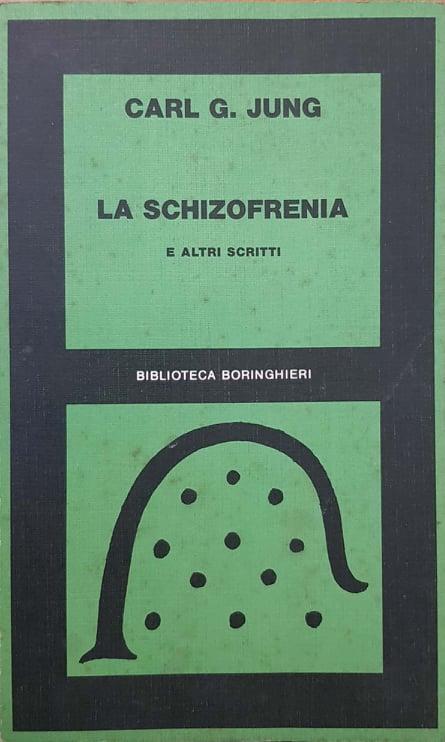 CARL G. JUNG
LA SCHIZOFRENIA
E ALTRI SCRITTI
BIBLIOTECA BORINGHIERI